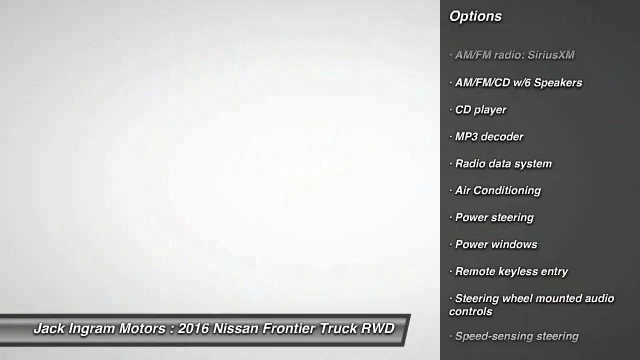 Options
· AM/FM radio: SiriusXM
· AM/FM/CD w/6 Speakers
· CD player
· MP3 decoder
· Radio data system
· Air Conditioning
· Power steering
· Power windows
· Remote keyless entry
· Steering wheel mounted audio
controls
· Speed-sensing steering
Jack Ingram Motors : 2016 Nissan Frontier Truck RWD